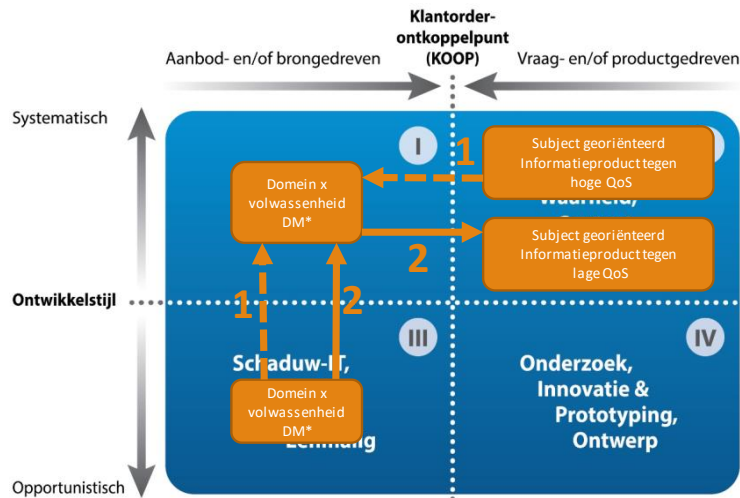 Klantorder-
ontkoppelpunt
(KOOP)
Aanbod- en/of brongedreven
Vraag- en/of productgedreven
Systematisch
I
1
Subject georiënteerd
Informatieproduct tegen
hoge QoS
Domein x
volwassenheid
DM*
2
Subject georiënteerd
Informatieproduct tegen
lage QoS
Ontwikkelstijl
1
2
III
IV
Schaduw-IT,
Domein x
volwassenheid
DM*
Onderzoek,
Innovatie &
Prototyping,
Ontwerp
Opportunistisch